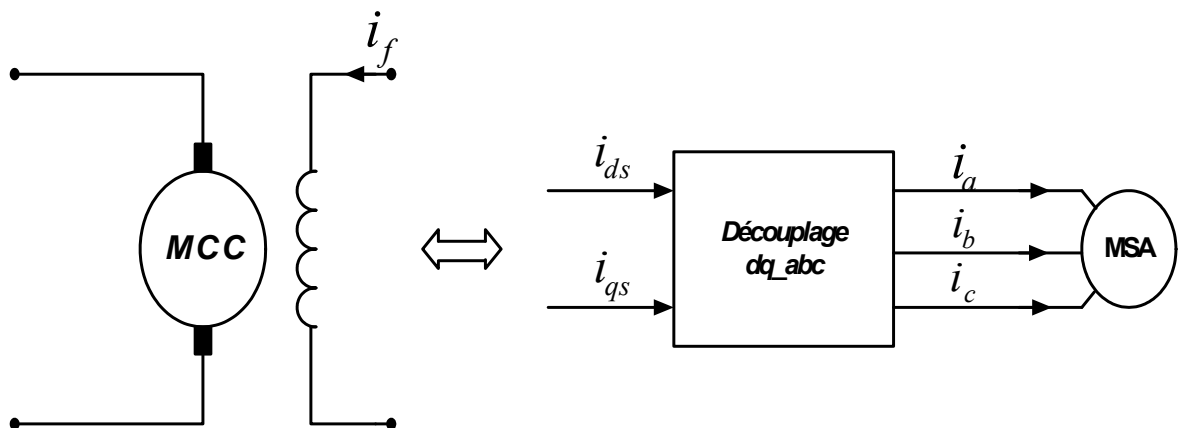 i_f
MCC
i_ds
i_qs
Découplage
dq_abc
i_a
i_b
i_c
MSA